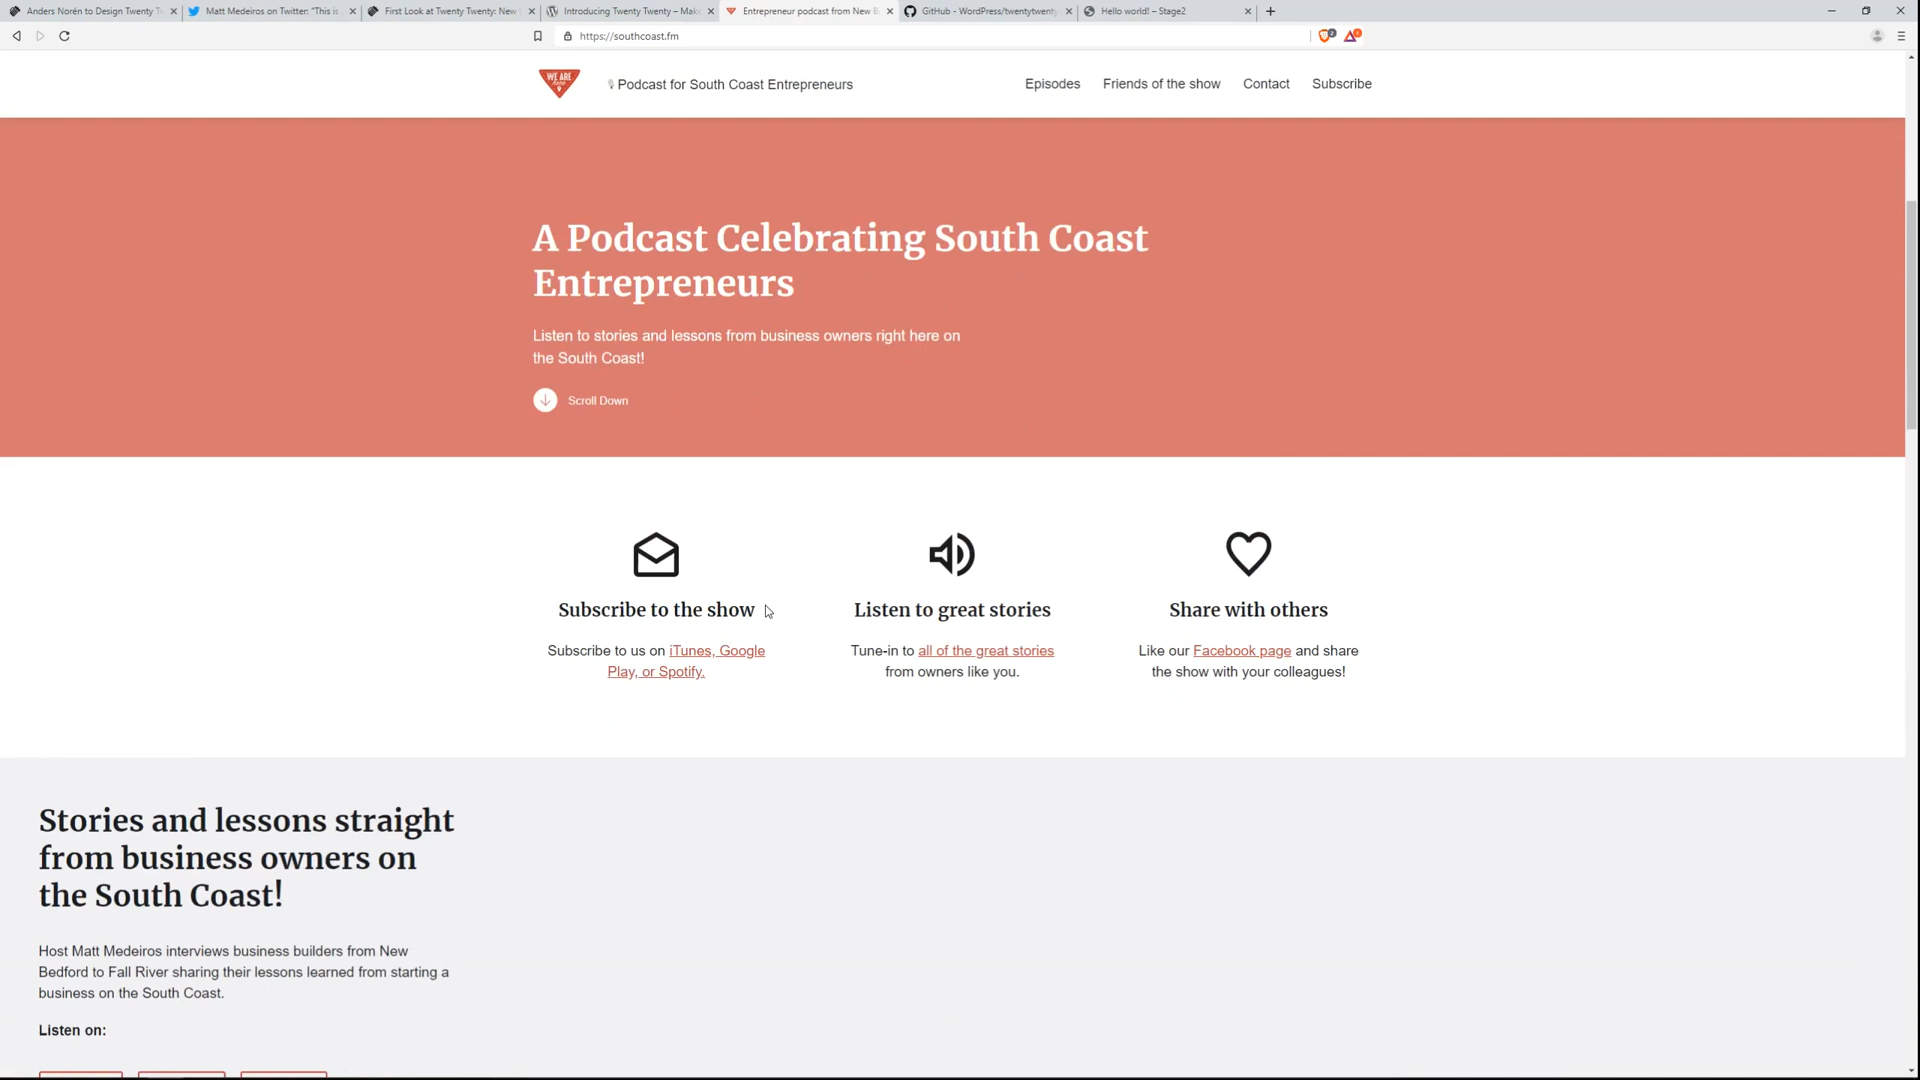 Anders Norén to Design Twenty T
Matt Medeiros on Twitter: "This is
First Look at Twenty Twenty: New
Introducing Twenty Twenty – Mak
Entrepreneur podcast from New B
GitHub - WordPress/twentytwenty
Hello world! – Stage2
https://southcoast.fm
WE ARE
here
Podcast for South Coast Entrepreneurs
Episodes
Friends of the show
Contact
Subscribe
A Podcast Celebrating South Coast
Entrepreneurs
Listen to stories and lessons from business owners right here on
the South Coast!
Scroll Down
Subscribe to the show
Subscribe to us on iTunes, Google
Play, or Spotify.
Listen to great stories
Tune-in to all of the great stories
from owners like you.
Share with others
Like our Facebook page and share
the show with your colleagues!
Stories and lessons straight
from business owners on
the South Coast!
Host Matt Medeiros interviews business builders from New
Bedford to Fall River sharing their lessons learned from starting a
business on the South Coast.
Listen on: